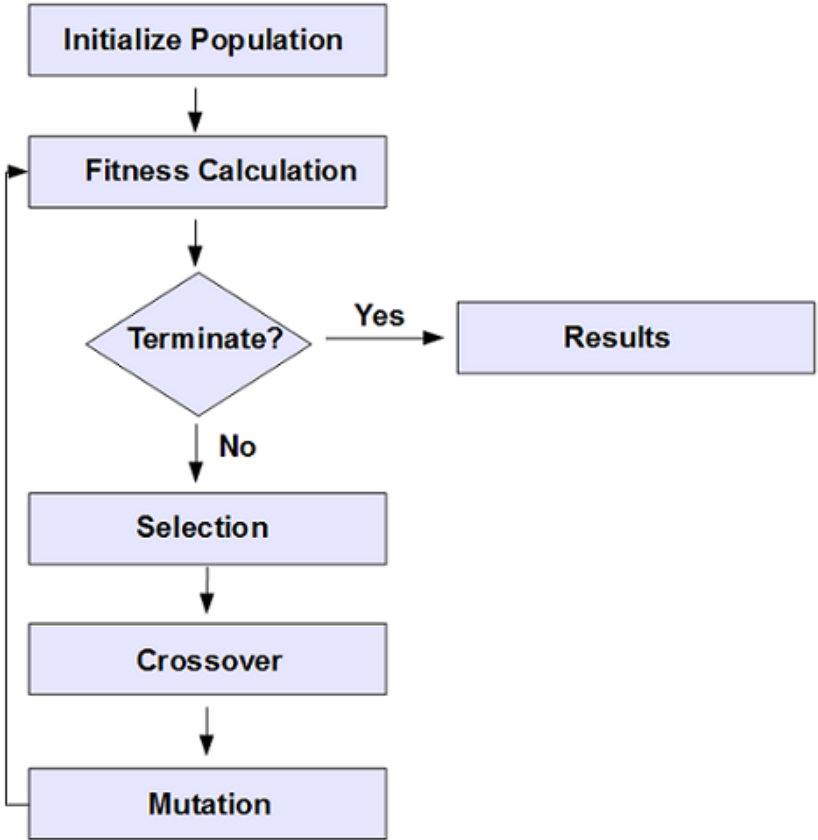 Initialize Population
Fitness Calculation
Terminate?
Yes
Results
No
Selection
Crossover
Mutation